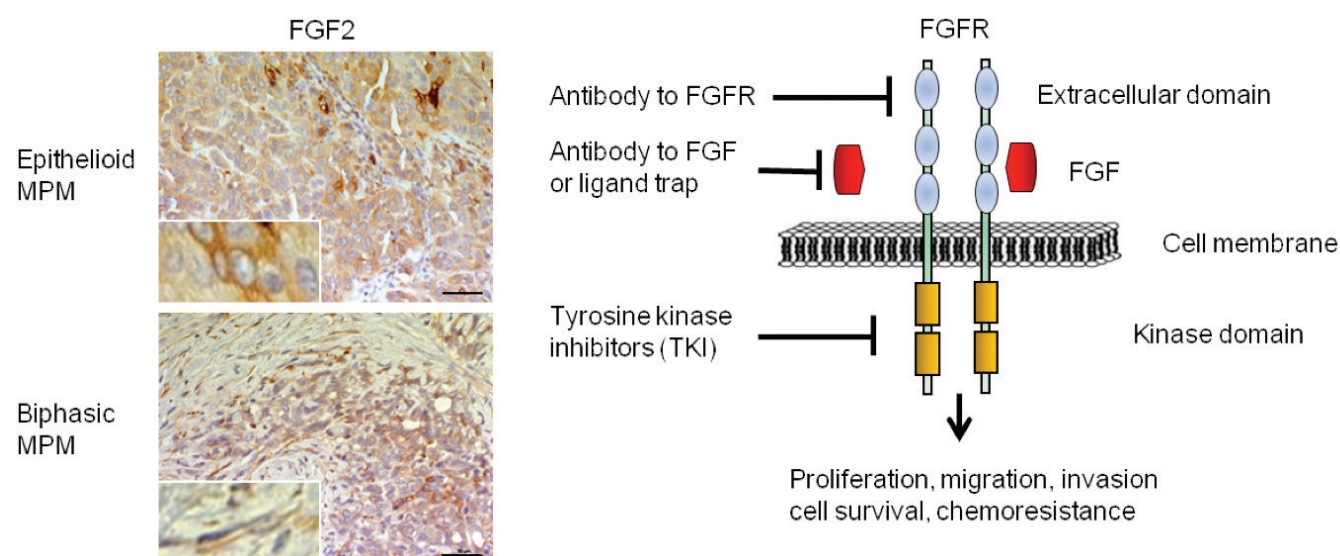 FGF2
Epithelioid
MPM
Biphasic
MPM
FGFR
Antibody to FGFR
Extracellular domain
Antibody to FGF
or ligand trap
FGF
Cell membrane
Tyrosine kinase
inhibitors (TKI)
Kinase domain
Proliferation, migration, invasion
cell survival, chemoresistance